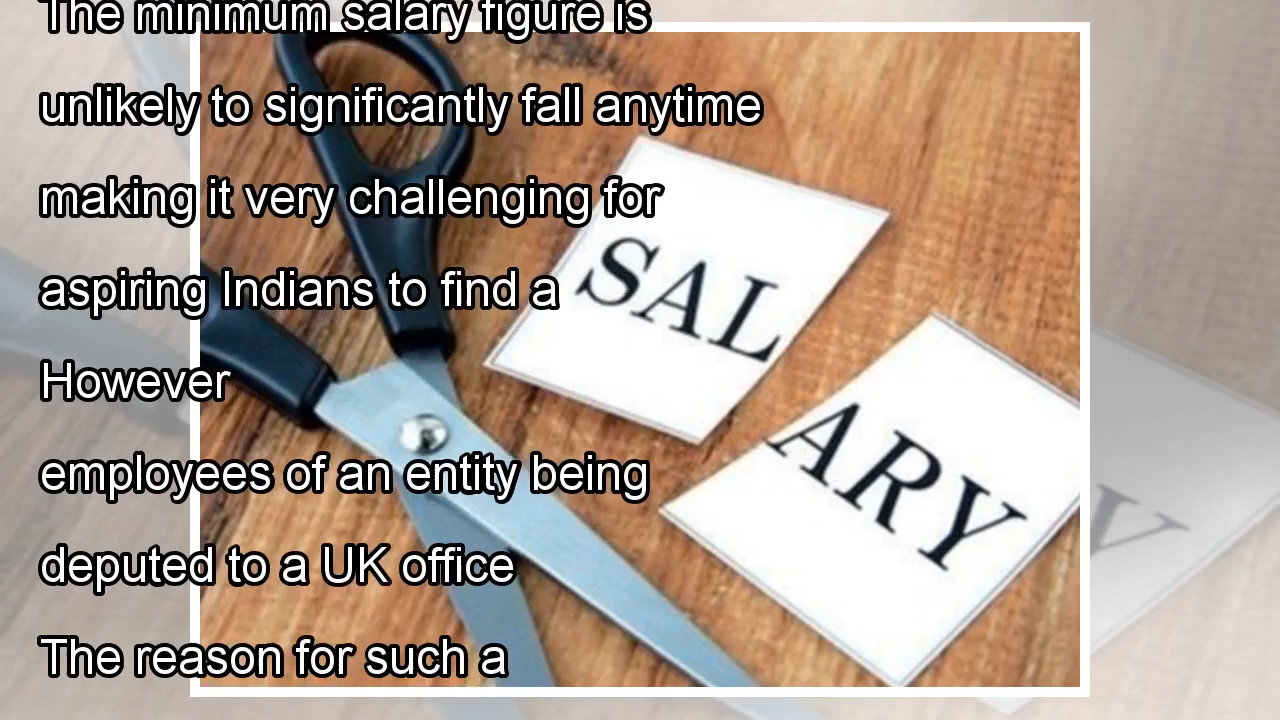 The minimum salary figure is
unlikely to significantly fall anytime
making it very challenging for
aspiring Indians to find a
However
employees of an entity being
deputed to a UK office
The reason for such a
SAL
ARY